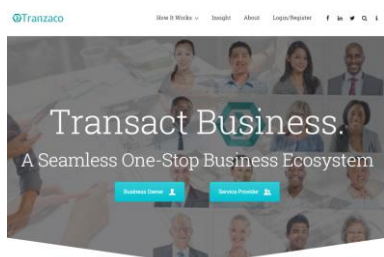 Tranzaco
How It Works
Insight
About
Login/Register
Transact Business.
A Seamless One-Stop Business Ecosystem
Business Owner
Service Provider